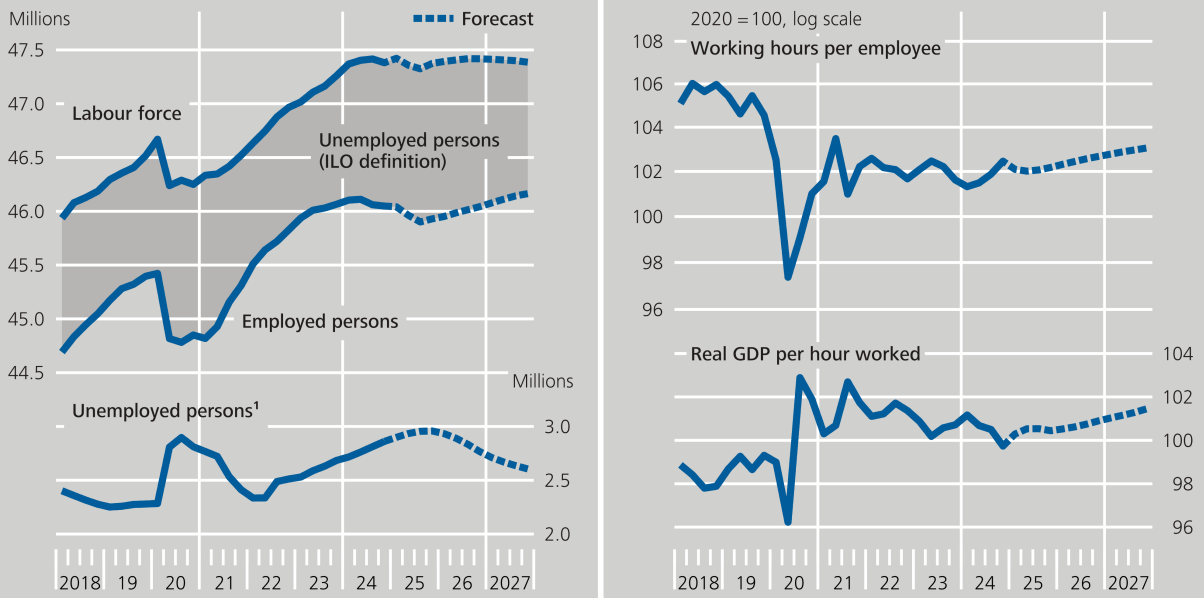 Millions
Forecast
47.5
Labour force
47.0
Unemployed persons
(ILO definition)
46.5
46.0
45.5
Employed persons
45.0
44.5
Millions
Unemployed persons¹
3.0
2.5
2.0
2018 19 20 21 22 23 24 25 26 2027
2020 = 100, log scale
108
Working hours per employee
106
104
102
100
98
96
Real GDP per hour worked
104
102
100
98
96
2018 19 20 21 22 23 24 25 26 2027